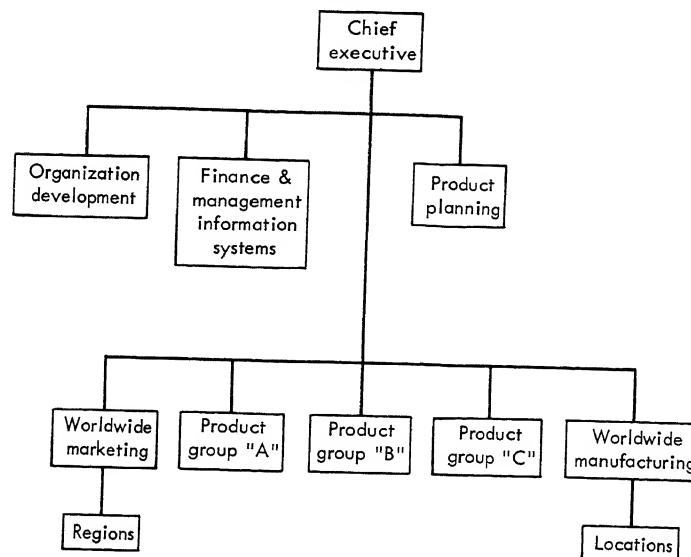 Chief
executive
Organization
development
Finance &
management
information
systems
Product
planning
Worldwide
marketing
Product
group "A"
Product
group "B"
Product
group "C"
Worldwide
manufacturing
Regions
Locations